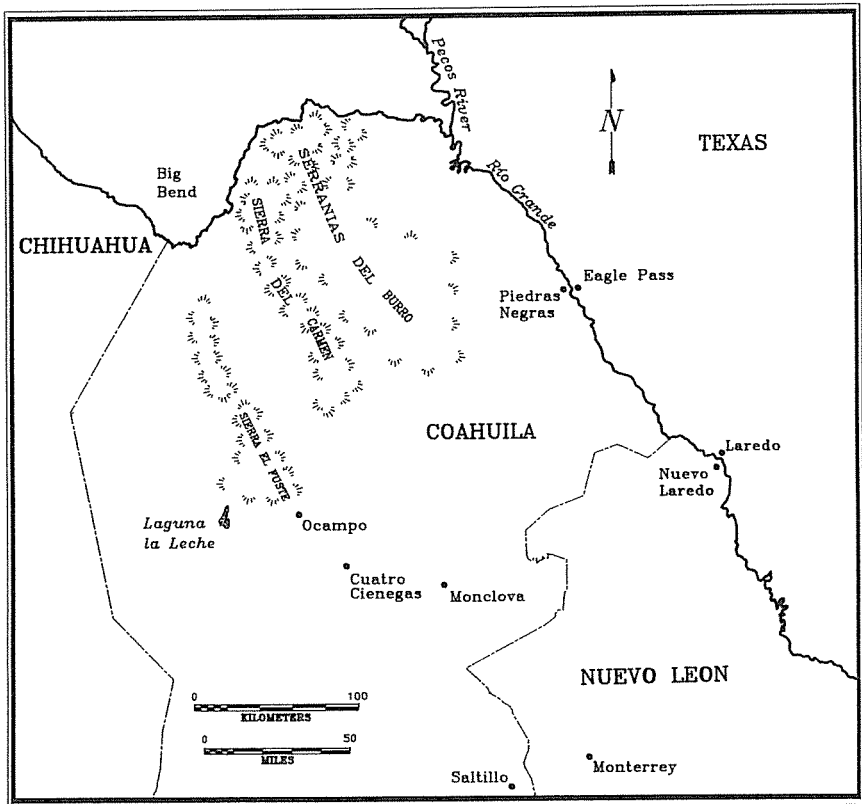 Pecos River
N
TEXAS
Big
Bend
SERRANIAS DEL BURRO
Rio Grande
SIERRA DEL CARMEN
CHIHUAHUA
Eagle Pass
Piedras
Negras
COAHUILA
SIERRA EL FUSTE
Laredo
Nuevo
Laredo
Laguna
la Leche
Ocampo
Cuatro
Cienegas
Monclova
NUEVO LEON
0 100
KILOMETERS
0 50
MILES
Monterrey
Saltillo